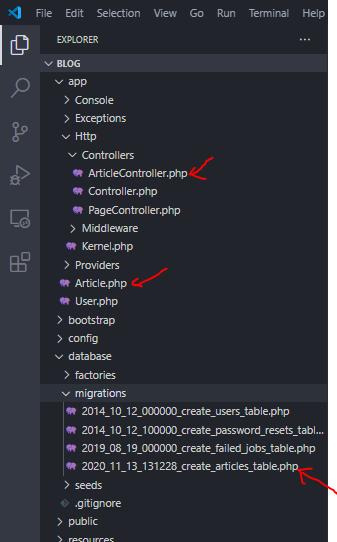 File Edit Selection View Go Run Terminal Help
EXPLORER ...
BLOG
app
Console
Exceptions
Http
Controllers
ArticleController.php
Controller.php
PageController.php
Middleware
Kernel.php
Providers
Article.php
User.php
bootstrap
config
database
factories
migrations
2014_10_12_000000_create_users_table.php
2014_10_12_100000_create_password_resets_tabl...
2019_08_19_000000_create_failed_jobs_table.php
2020_11_13_131228_create_articles_table.php
seeds
.gitignore
public
resources